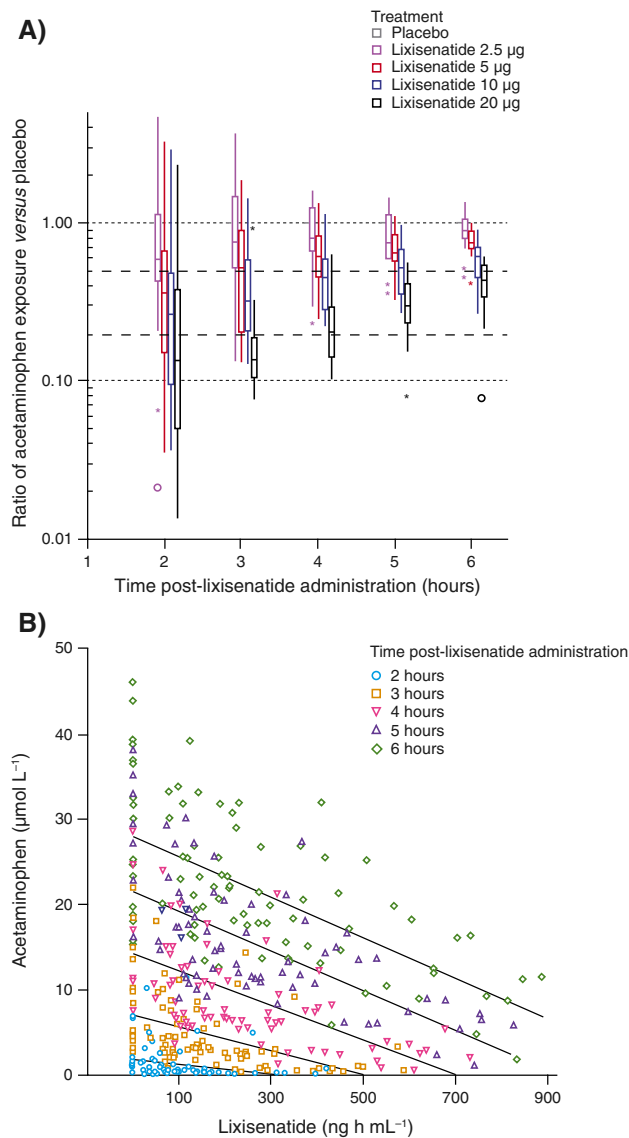 A)
Treatment
Placebo
Lixisenatide 2.5 µg
Lixisenatide 5 µg
Lixisenatide 10 µg
Lixisenatide 20 µg
Ratio of acetaminophen exposure versus placebo
1.00
0.10
0.01
1 2 3 4 5 6
Time post-lixisenatide administration (hours)
B)
Time post-lixisenatide administration
2 hours
3 hours
4 hours
5 hours
6 hours
Acetaminophen (µmol L⁻¹)
50
40
30
20
10
0
100 300 500 700 900
Lixisenatide (ng h mL⁻¹)